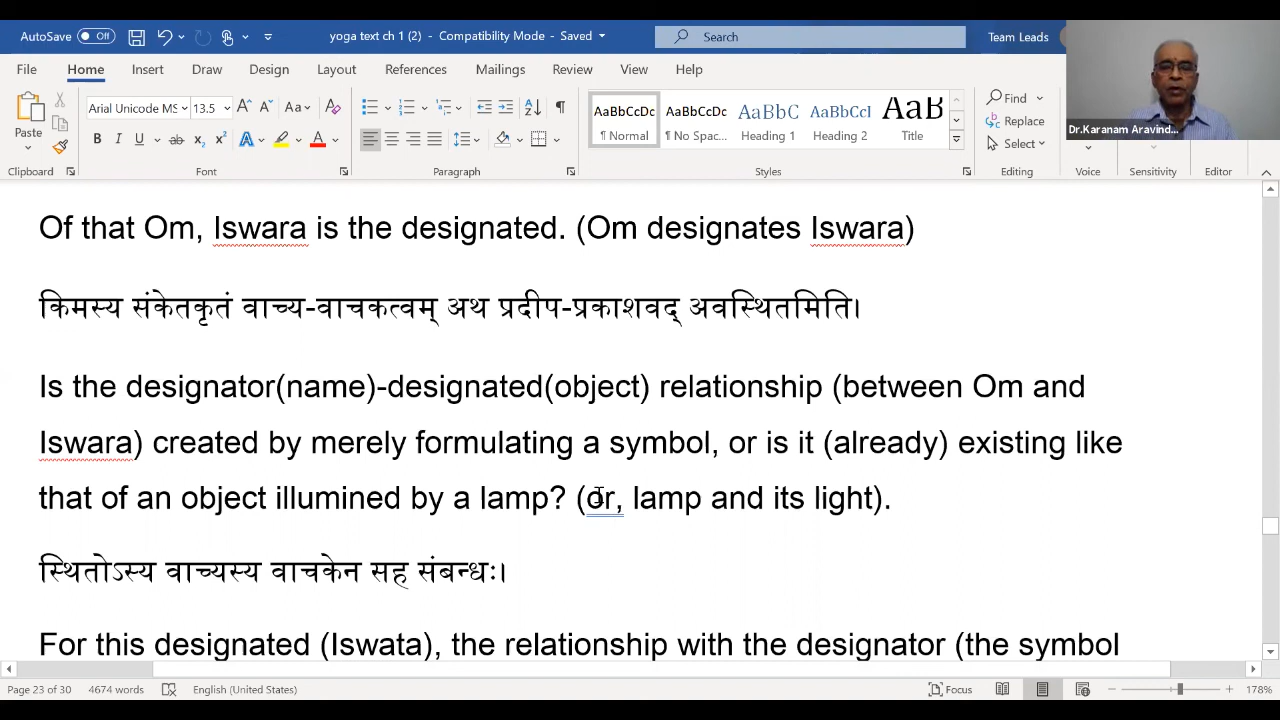 AutoSave Off yoga text ch 1 (2) - Compatibility Mode - Saved Search Team Leads
File Home Insert Draw Design Layout References Mailings Review View Help
Paste Arial Unicode MS 13.5 Aa AaBbCcDc AaBbCcDc AaBbC AaBbCcI AaB Find
Replace
B I U ab x₂ x² A A ¶ Normal ¶ No Spac... Heading 1 Heading 2 Title Select
Clipboard Font Paragraph Styles Editing Voice Sensitivity Editor
Dr.Karanam Aravind...
Of that Om, Iswara is the designated. (Om designates Iswara)
किमस्य संकेतकृतं वाच्य-वाचकत्वम् अथ प्रदीप-प्रकाशवद् अवस्थितमिति।
Is the designator(name)-designated(object) relationship (between Om and
Iswara) created by merely formulating a symbol, or is it (already) existing like
that of an object illumined by a lamp? (or, lamp and its light).
स्थितोऽस्य वाच्यस्य वाचकेन सह संबन्धः।
For this designated (Iswata), the relationship with the designator (the symbol
Page 23 of 30 4674 words English (United States) Focus 178%